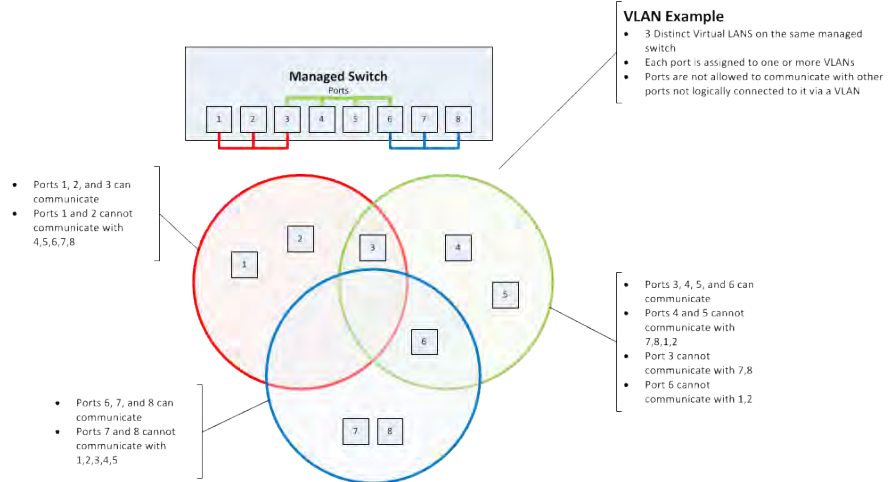 VLAN Example
• 3 Distinct Virtual LANS on the same managed
switch
• Each port is assigned to one or more VLANs
• Ports are not allowed to communicate with other
ports not logically connected to it via a VLAN
Managed Switch
Ports
1 2 3 4 5 6 7 8
• Ports 1, 2, and 3 can
communicate
• Ports 1 and 2 cannot
communicate with
4,5,6,7,8
1
2
3
4
5
6
7
8
• Ports 3, 4, 5, and 6 can
communicate
• Ports 4 and 5 cannot
communicate with
7,8,1,2
• Port 3 cannot
communicate with 7,8
• Port 6 cannot
communicate with 1,2
• Ports 6, 7, and 8 can
communicate
• Ports 7 and 8 cannot
communicate with
1,2,3,4,5